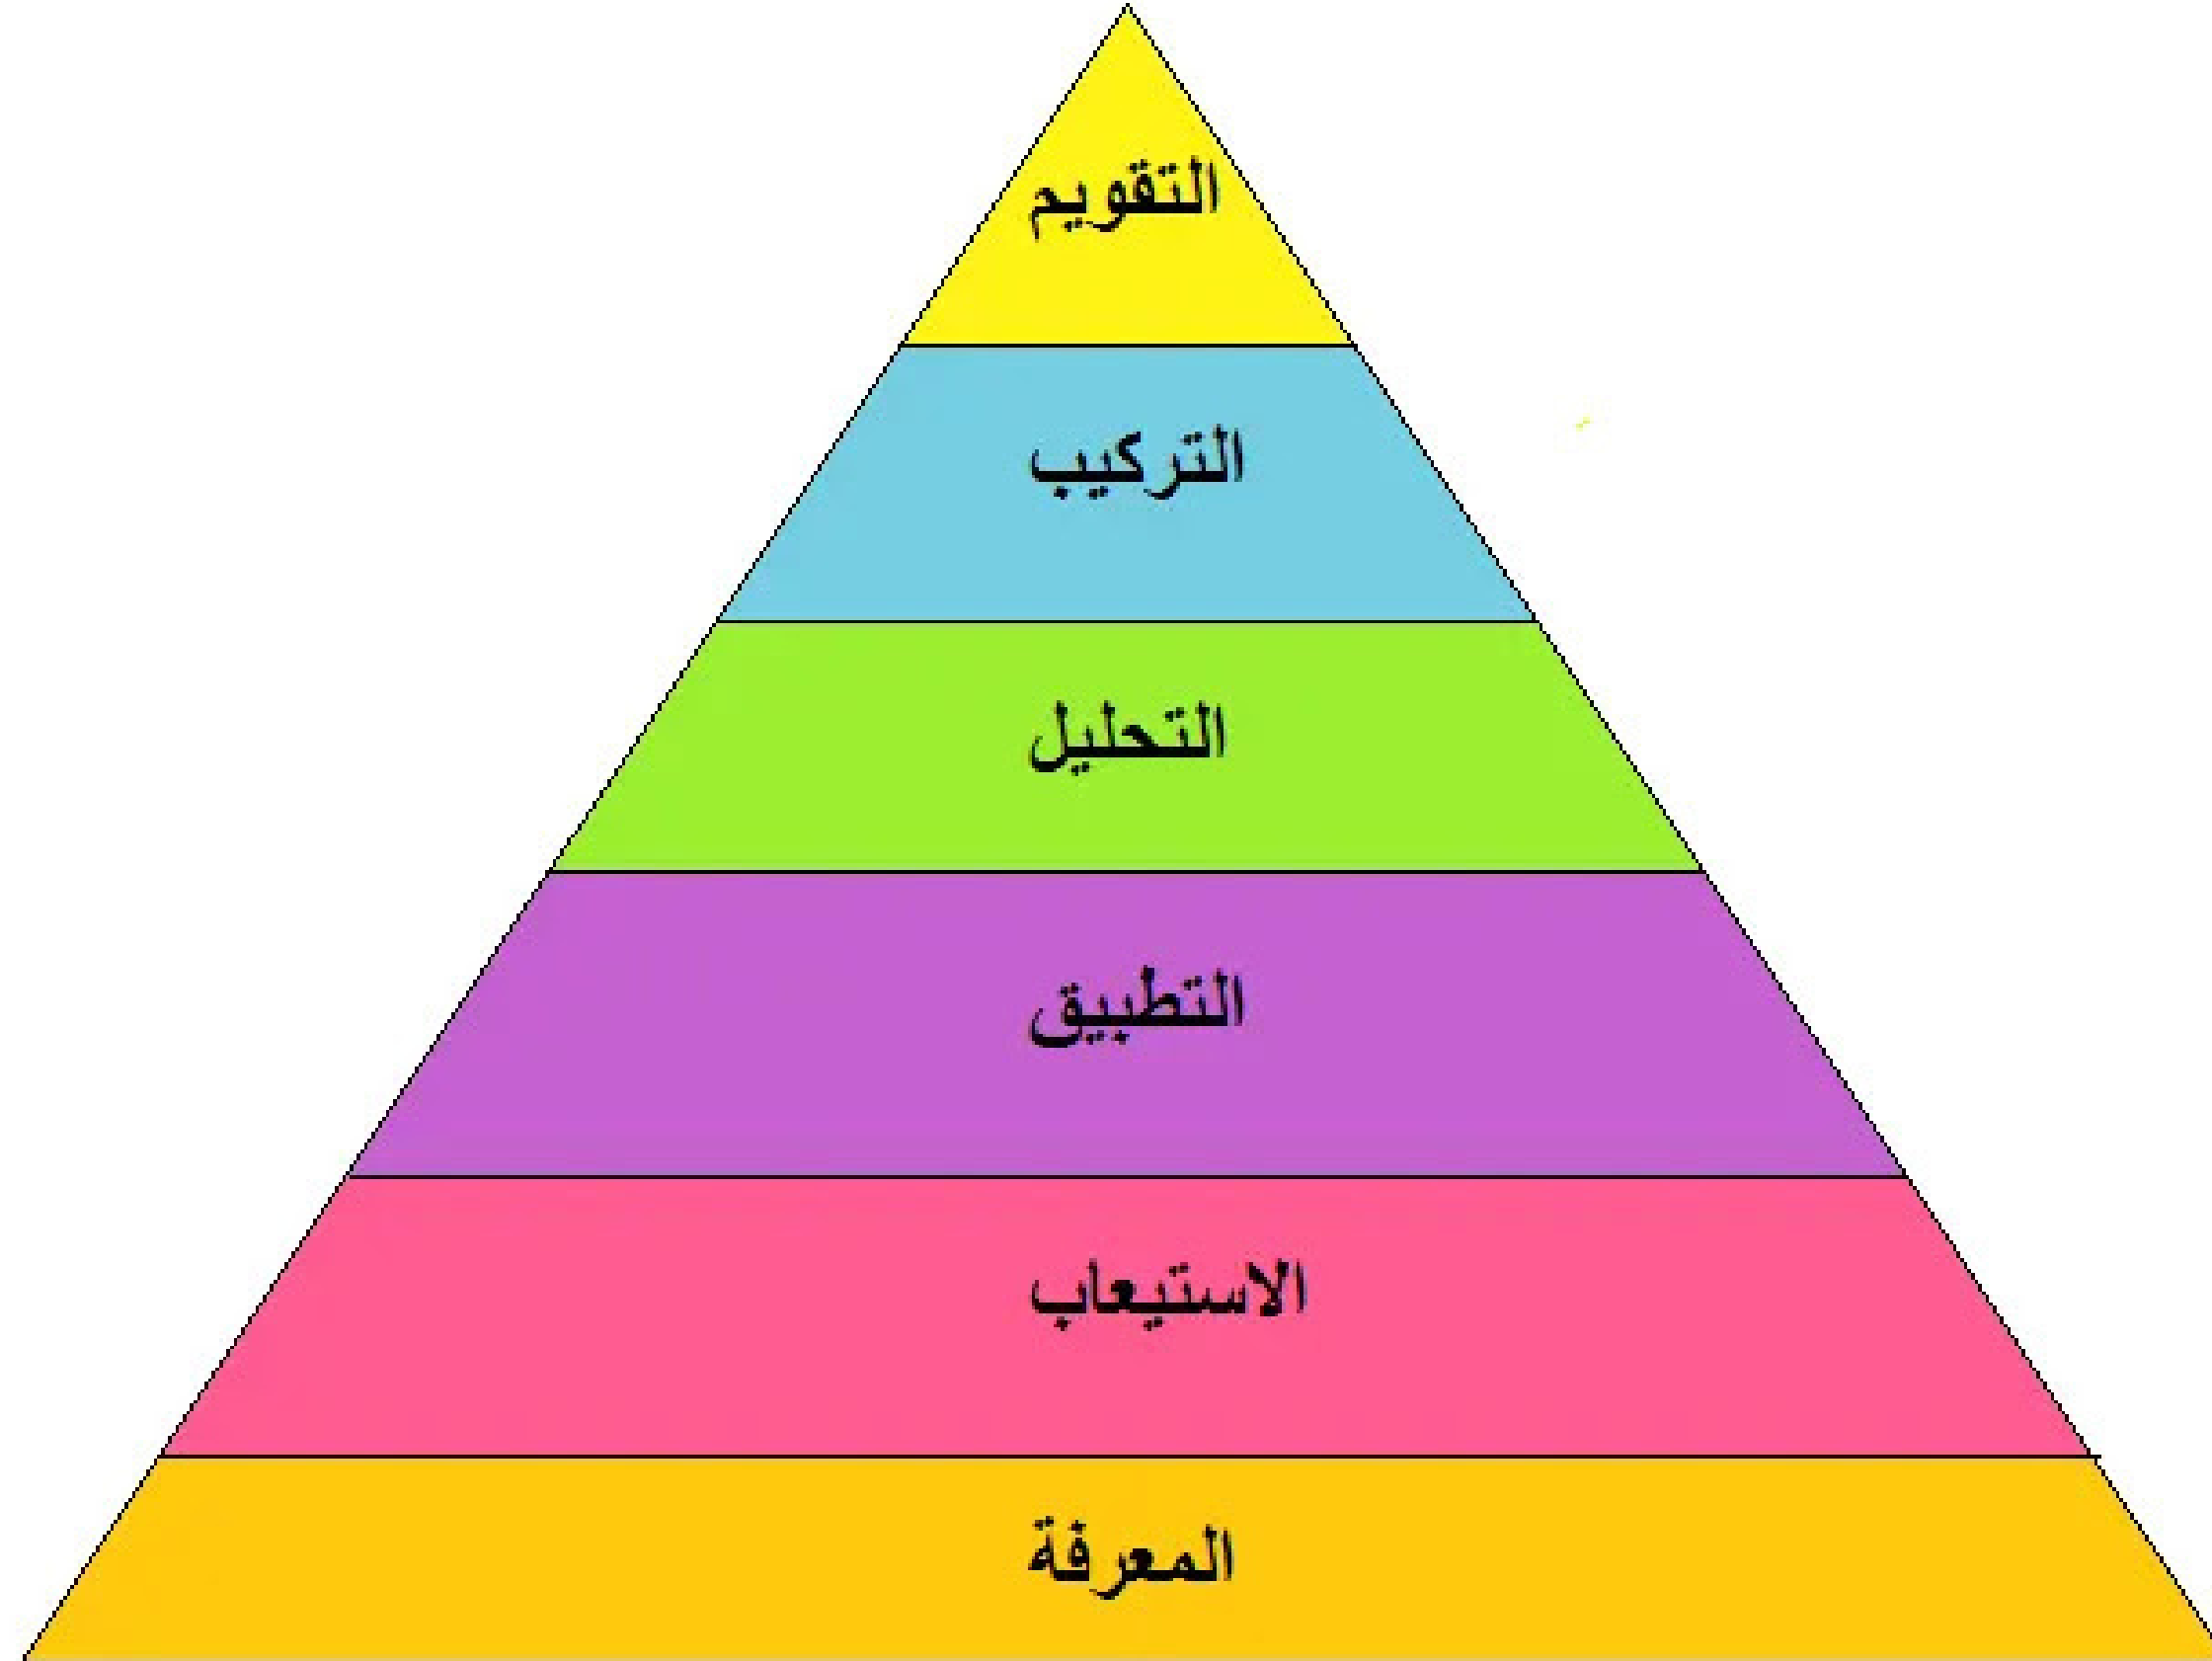 التقويم
التركيب
التحليل
التطبيق
الاستيعاب
المعرفة